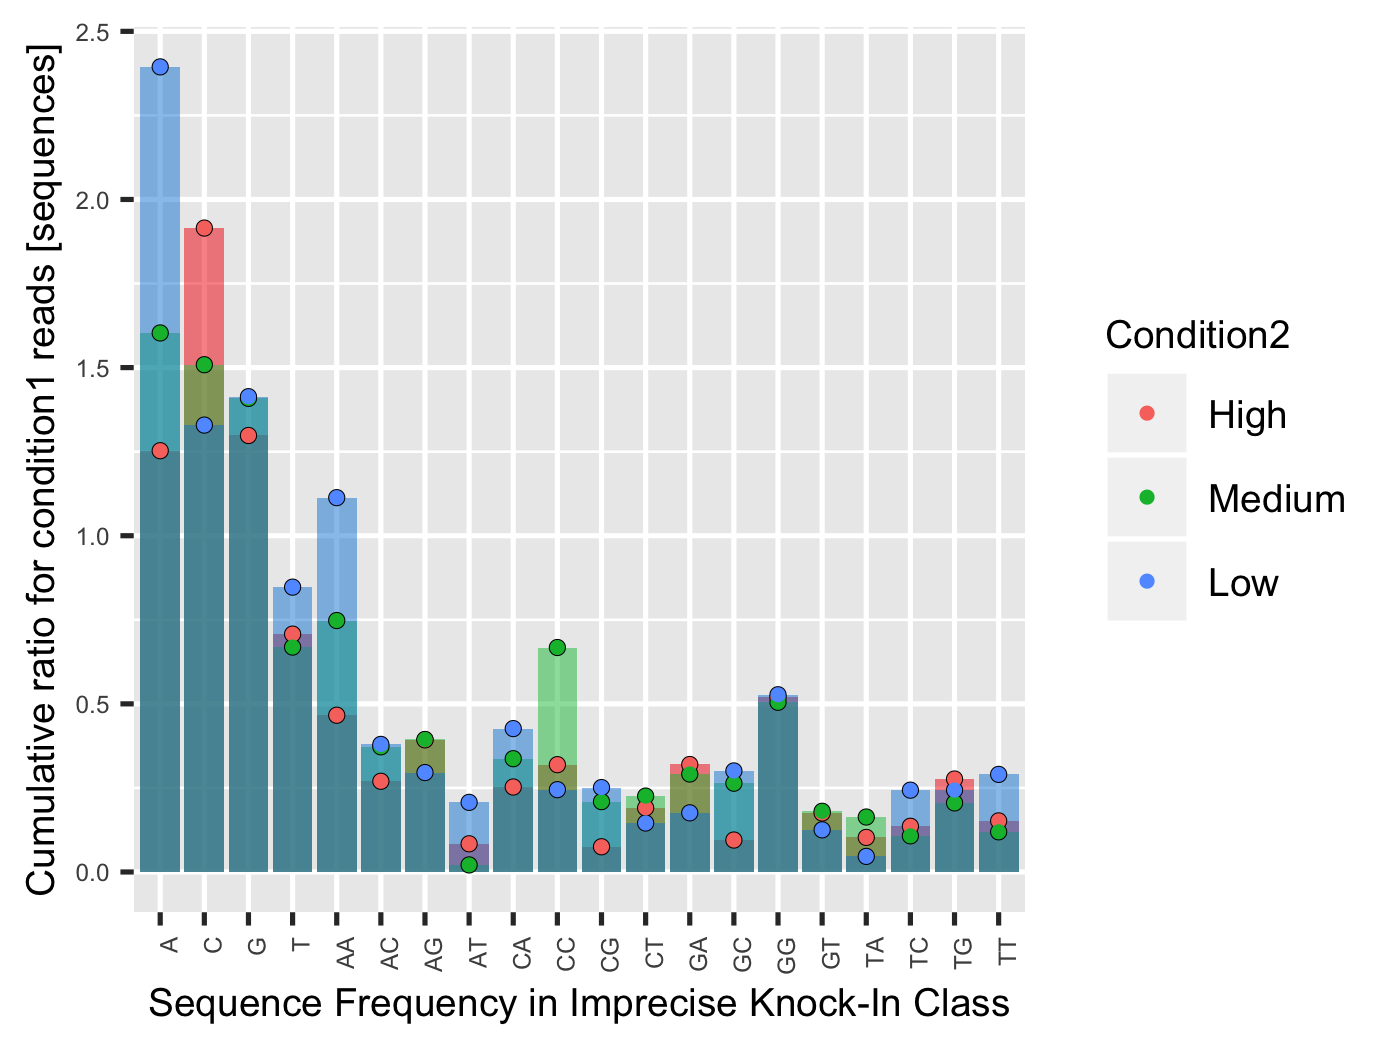 Cumulative ratio for condition1 reads [sequences]
2.5
2.0
1.5
1.0
0.5
0.0
A C G T AA AC AG AT CA CC CG CT GA GC GG GT TA TC TG TT
Sequence Frequency in Imprecise Knock-In Class
Condition2
High
Medium
Low